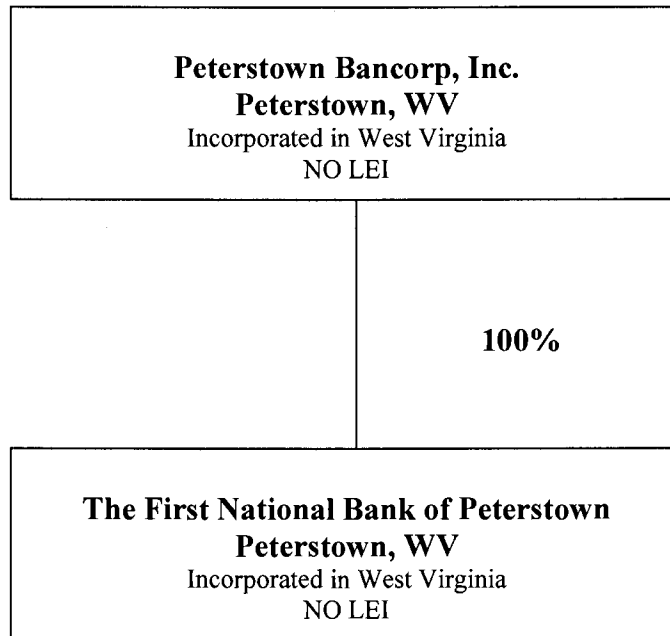 Peterstown Bancorp, Inc.
Peterstown, WV
Incorporated in West Virginia
NO LEI
100%
The First National Bank of Peterstown
Peterstown, WV
Incorporated in West Virginia
NO LEI